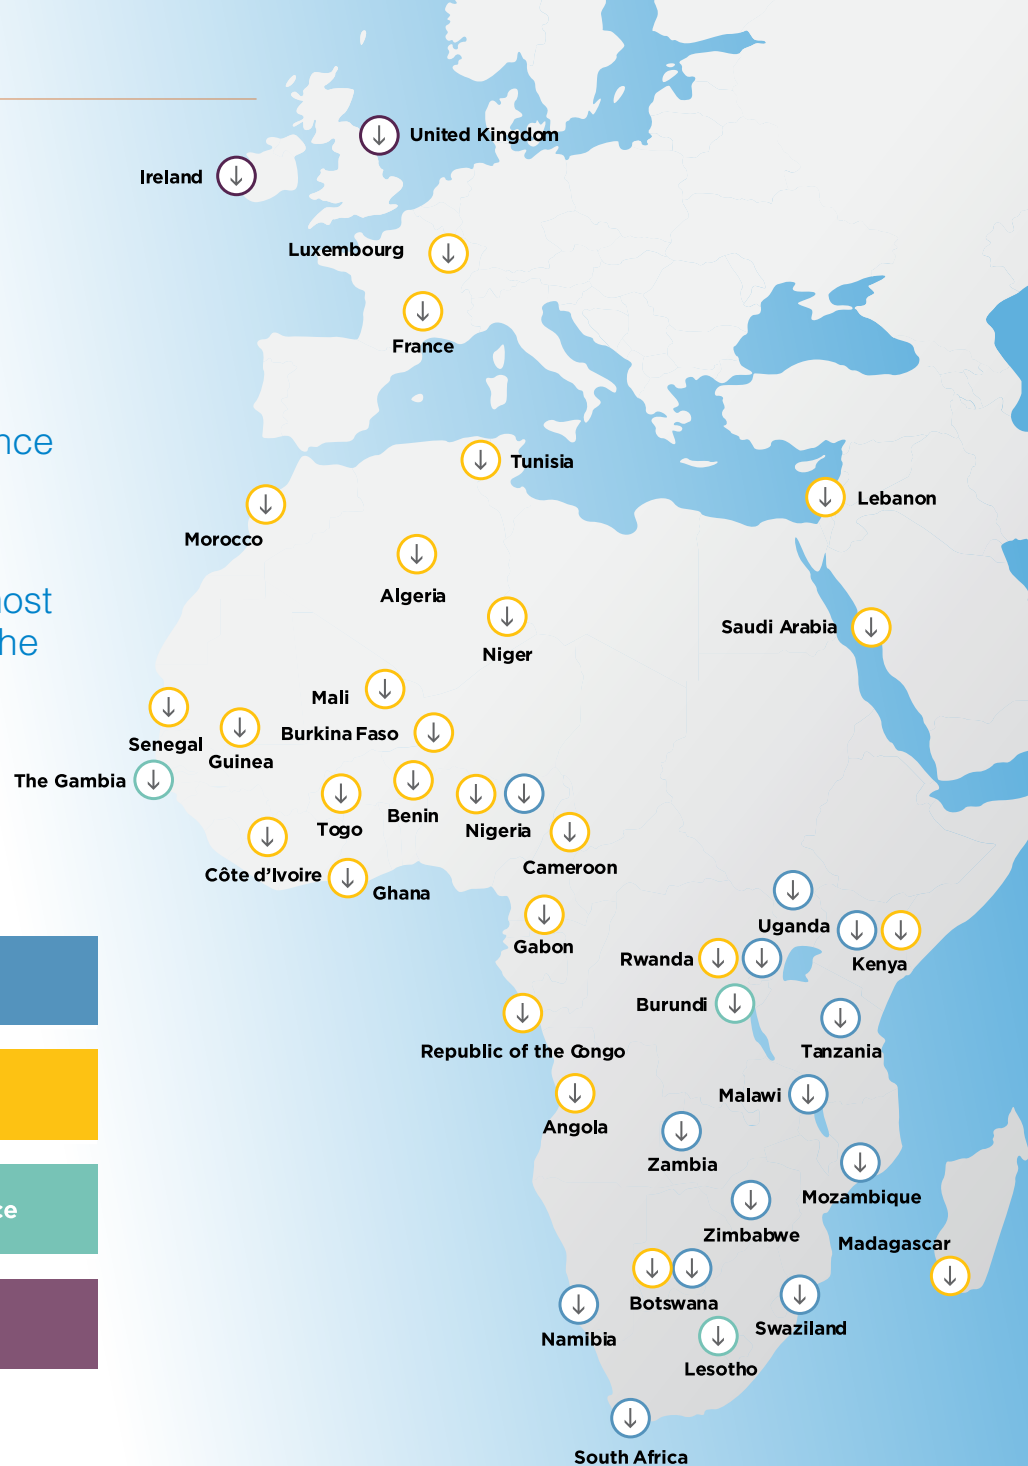 United Kingdom
Ireland
Luxembourg
France
nce
Tunisia
Lebanon
Morocco
Algeria
ost
Saudi Arabia
he
Niger
Mali
Burkina Faso
Senegal
Guinea
The Gambia
Benin
Togo
Nigeria
Cameroon
Côte d’Ivoire
Ghana
Uganda
Gabon
Rwanda
Kenya
Burundi
Republic of the Congo
Tanzania
Malawi
Angola
Zambia
Mozambique
ce
Zimbabwe
Madagascar
Botswana
Swaziland
Namibia
Lesotho
South Africa